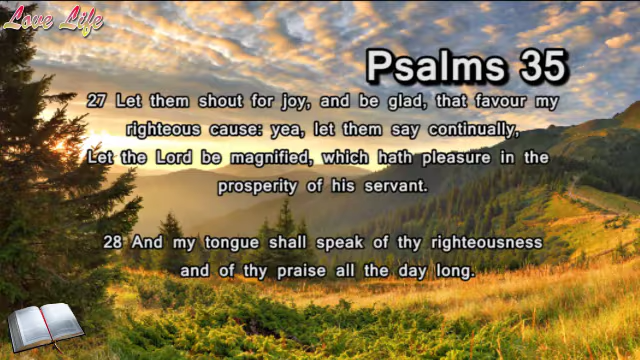 Love Life
Psalms 35
27 Let them shout for joy, and be glad, that favour my
righteous cause: yea, let them say continually,
Let the Lord be magnified, which hath pleasure in the
prosperity of his servant.
28 And my tongue shall speak of thy righteousness
and of thy praise all the day long.